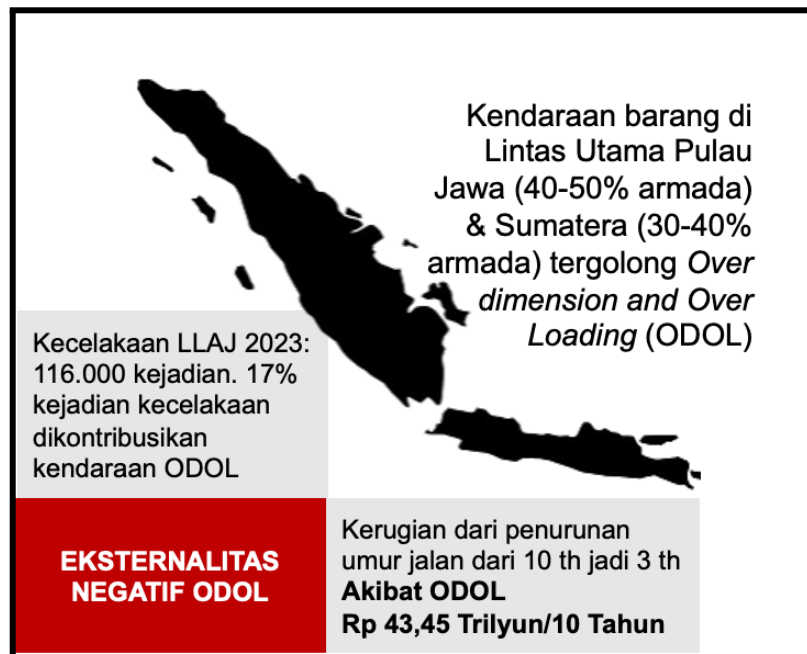 Kendaraan barang di
Lintas Utama Pulau
Jawa (40-50% armada)
& Sumatera (30-40%
armada) tergolong Over
dimension and Over
Loading (ODOL)
Kecelakaan LLAJ 2023:
116.000 kejadian. 17%
kejadian kecelakaan
dikontribusikan
kendaraan ODOL
EKSTERNALITAS
NEGATIF ODOL
Kerugian dari penurunan
umur jalan dari 10 th jadi 3 th
Akibat ODOL
Rp 43,45 Trilyun/10 Tahun